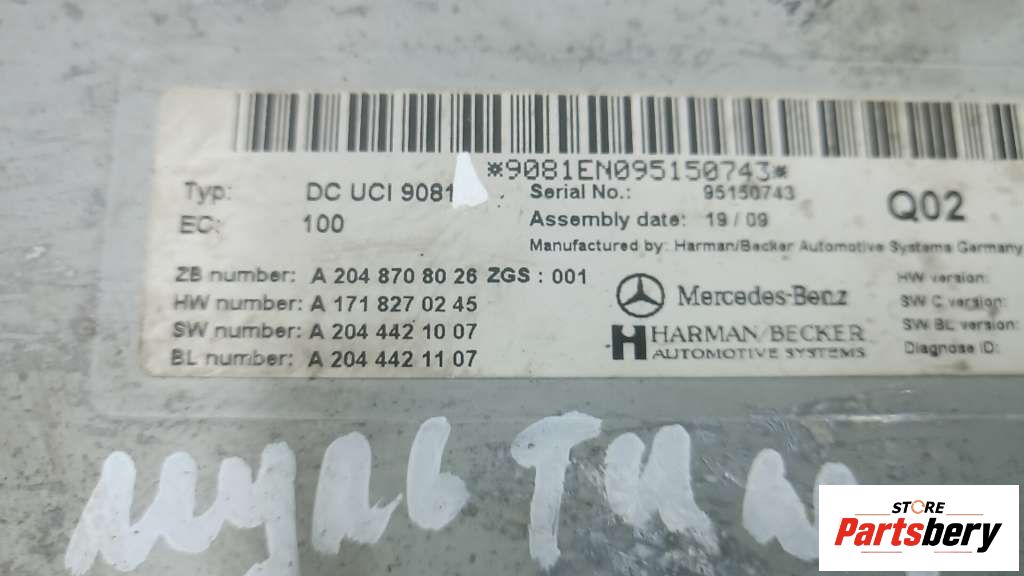 *9081EN095150743*
Typ: DC UCI 9081
Serial No.: 95150743
EC: 100
Assembly date: 19 / 09
Q02
Manufactured by: Harman/Becker Automotive Systems Germany
ZB number: A 204 870 80 26 ZGS : 001
HW number: A 171 827 02 45
SW number: A 204 442 10 07
BL number: A 204 442 11 07
Mercedes-Benz
HARMAN/BECKER
AUTOMOTIVE SYSTEMS
HW version:
SW C version:
SW BL version:
Diagnose ID:
STORE
Partsbery